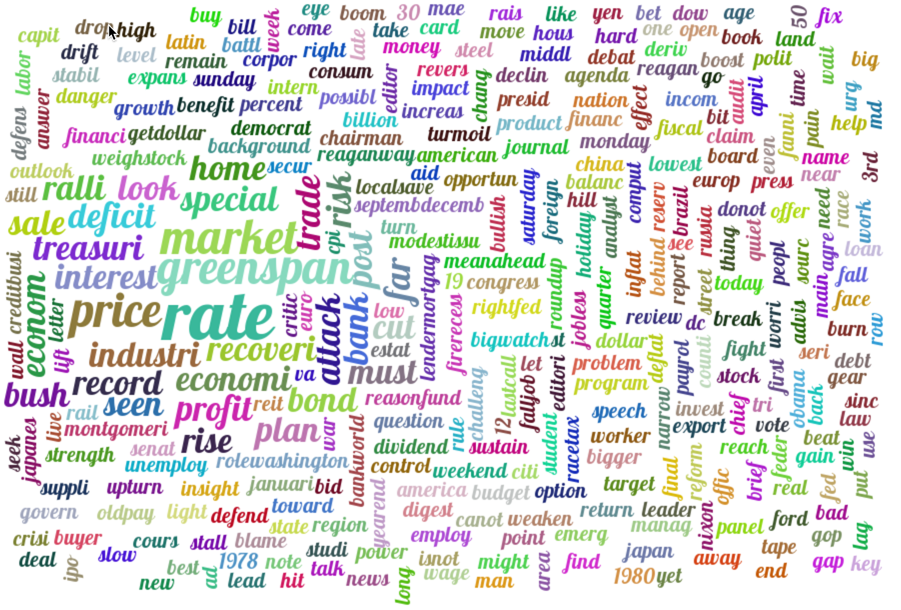 capit drop high buy bill week eye boom 30 mae rais like yen bet dow age 50 fix
labor drift level latin battl come right late take card move hous hard one open book land wait big
stabil remain corpor money steel middl debat deriv boost polit
expans sunday consum editor revers chang declin agenda reagan go time urg
answer danger intern possibl impact presid nation effect incom audit april md
defens growth benefit percent billion increas product financ fiscal bit fanni pain help
financi getdollar democrat chairman turmoil journal monday claim even
outlook weighstock background reaganway american china lowest board name 3rd
still ralli look home secur aid opportun balanc comput europ press near
sale deficit special trade risk localsave septembdecemb bullish saturday foreign hill analyst reserv brazil russia donot offer need race work
treasuri market cpi post turn modestissu holiday inflat behind see thing quiet peopl sourc agre loan
creditbusi interest greenspan far lendermortgag meanahead roundup quarter report street today main fall
wall econom letter price rate critic euro attack bank low 19 congress jobless review dc break worri advis face
lift industri recoveri cut firerecess rightfed dollar deflat payrol council fight first seri burn row
bush record economi va estat must bigwatchst problem stock obama debt
seen profit reit bond reasonfund challeng lastcall let falljob editori program narrow chief tri back gear
seek japanes live rail montgomeri plan war question rule 12 student racetax speech invest export vote sinc law
strength senat rise bankworld dividend sustain worker reach feder beat win use
unemploy rolewashington control weekend citi bigger final reform offic brief gain put
suppli upturn insight januari bid yearend america budget option target real fed
govern oldpay light defend toward digest canot weaken return leader nixon panel ford bad lag
state region employ point emerg manag gop
crisi buyer cours stall blame studi power isnot japan tape
deal ipo slow best 1978 note talk long wage might area find away gap key
new ad lead hit news man 1980 yet end